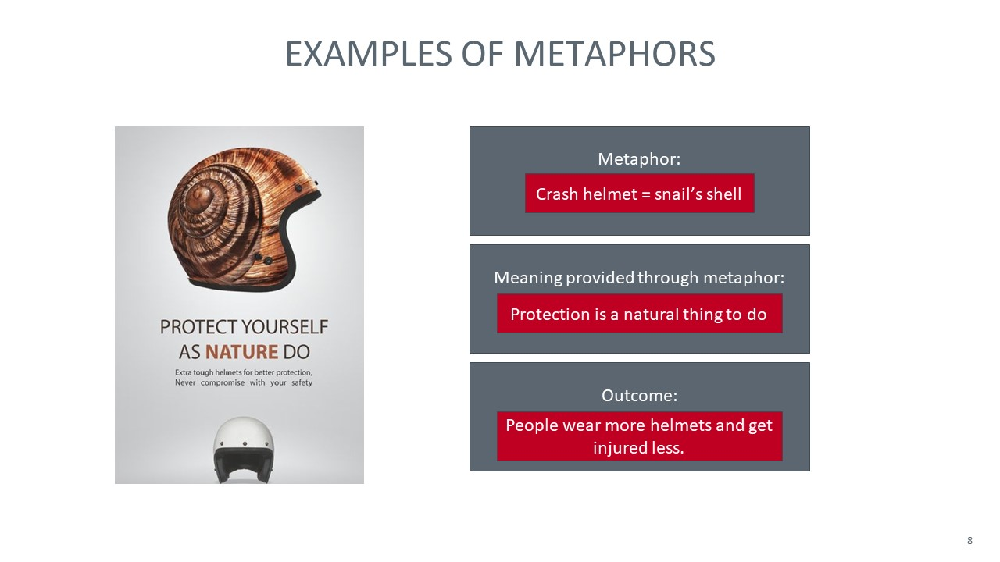 EXAMPLES OF METAPHORS
PROTECT YOURSELF
AS NATURE DO
Extra tough helmets for better protection,
Never compromise with your safety
Metaphor:
Crash helmet = snail’s shell
Meaning provided through metaphor:
Protection is a natural thing to do
Outcome:
People wear more helmets and get
injured less.
8